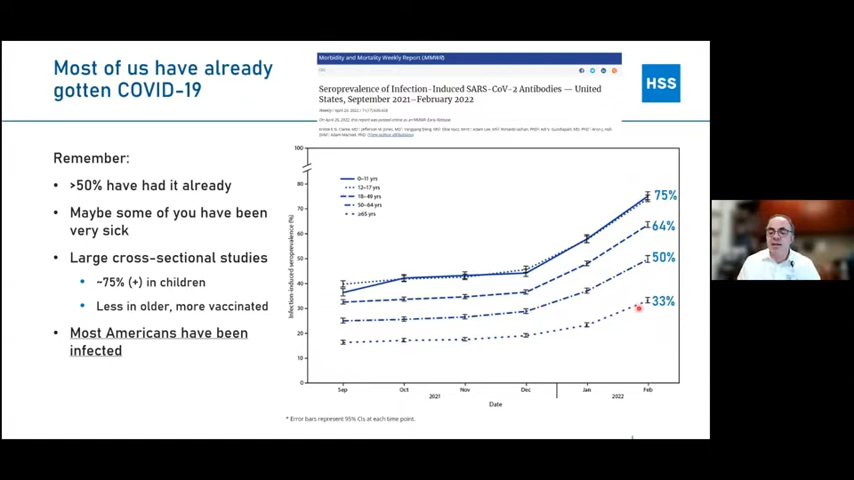 Most of us have already
gotten COVID-19
Morbidity and Mortality Weekly Report (MMWR)
Seroprevalence of Infection-Induced SARS-CoV-2 Antibodies — United
States, September 2021–February 2022
HSS
Remember:
• >50% have had it already
• Maybe some of you have been
very sick
• Large cross-sectional studies
• ~75% (+) in children
• Less in older, more vaccinated
• Most Americans have been
infected
100
80
70
60
50
40
30
20
10
0
Infection-induced seroprevalence (%)
0–11 yrs
12–17 yrs
18–49 yrs
50–64 yrs
≥65 yrs
75%
64%
50%
33%
Sep Oct Nov Dec Jan Feb
2021 2022
Date
* Error bars represent 95% CIs at each time point.